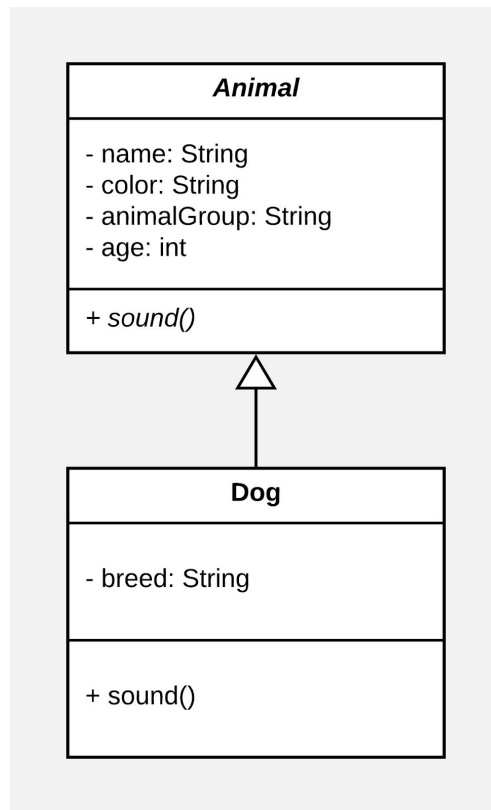 Animal
- name: String
- color: String
- animalGroup: String
- age: int
+ sound()
Dog
- breed: String
+ sound()